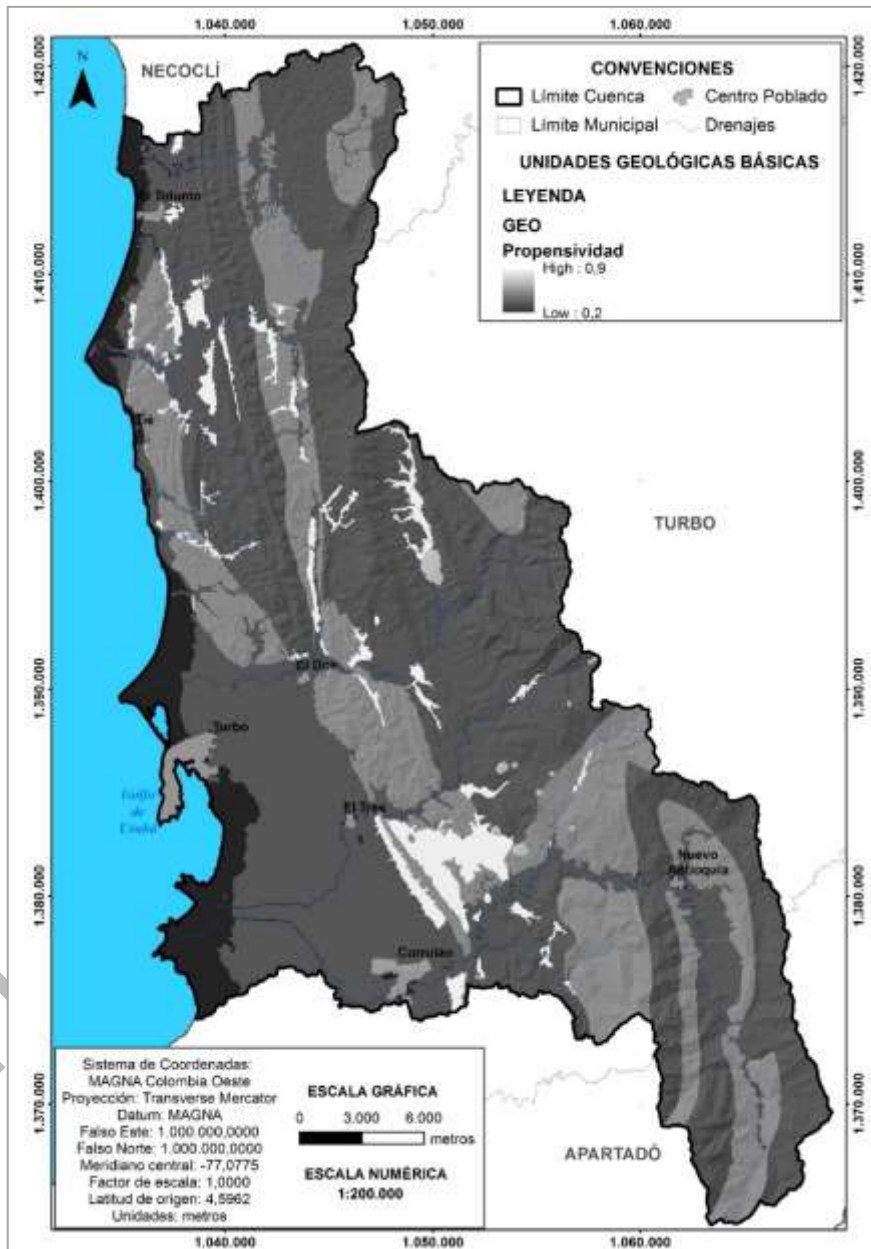 1.040.000 1.050.000 1.060.000
1.420.000 1.420.000
N
NECOCLÍ
CONVENCIONES
Límite Cuenca Centro Poblado
Límite Municipal Drenajes
UNIDADES GEOLÓGICAS BÁSICAS
LEYENDA
GEO
Propensividad
High : 0,9
Low : 0,2
1.410.000 1.410.000
1.400.000 1.400.000
TURBO
El Dos
1.390.000 1.390.000
Turbo
Golfo
de
Urabá
El Tres
Nuevo
Antioquia
1.380.000 1.380.000
Currulao
Sistema de Coordenadas:
MAGNA Colombia Oeste
Proyección: Transverse Mercator
Datum: MAGNA
Falso Este: 1.000.000,0000
Falso Norte: 1.000.000,0000
Meridiano central: -77,0775
Factor de escala: 1,0000
Latitud de origen: 4,5962
Unidades: metros
ESCALA GRÁFICA
0 3.000 6.000
metros
ESCALA NUMÉRICA
1:200.000
1.370.000 1.370.000
APARTADÓ
1.040.000 1.050.000 1.060.000